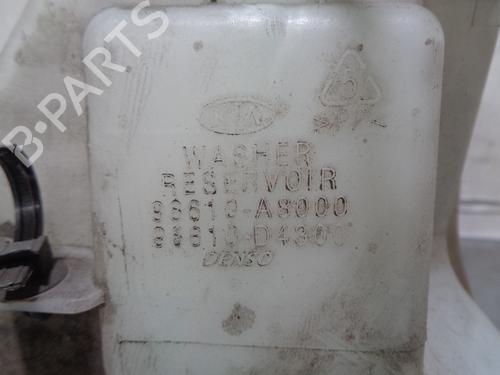 B-PARTS
KIA
WASHER
RESERVOIR
98610-A8000
98610-D4300
DENSO